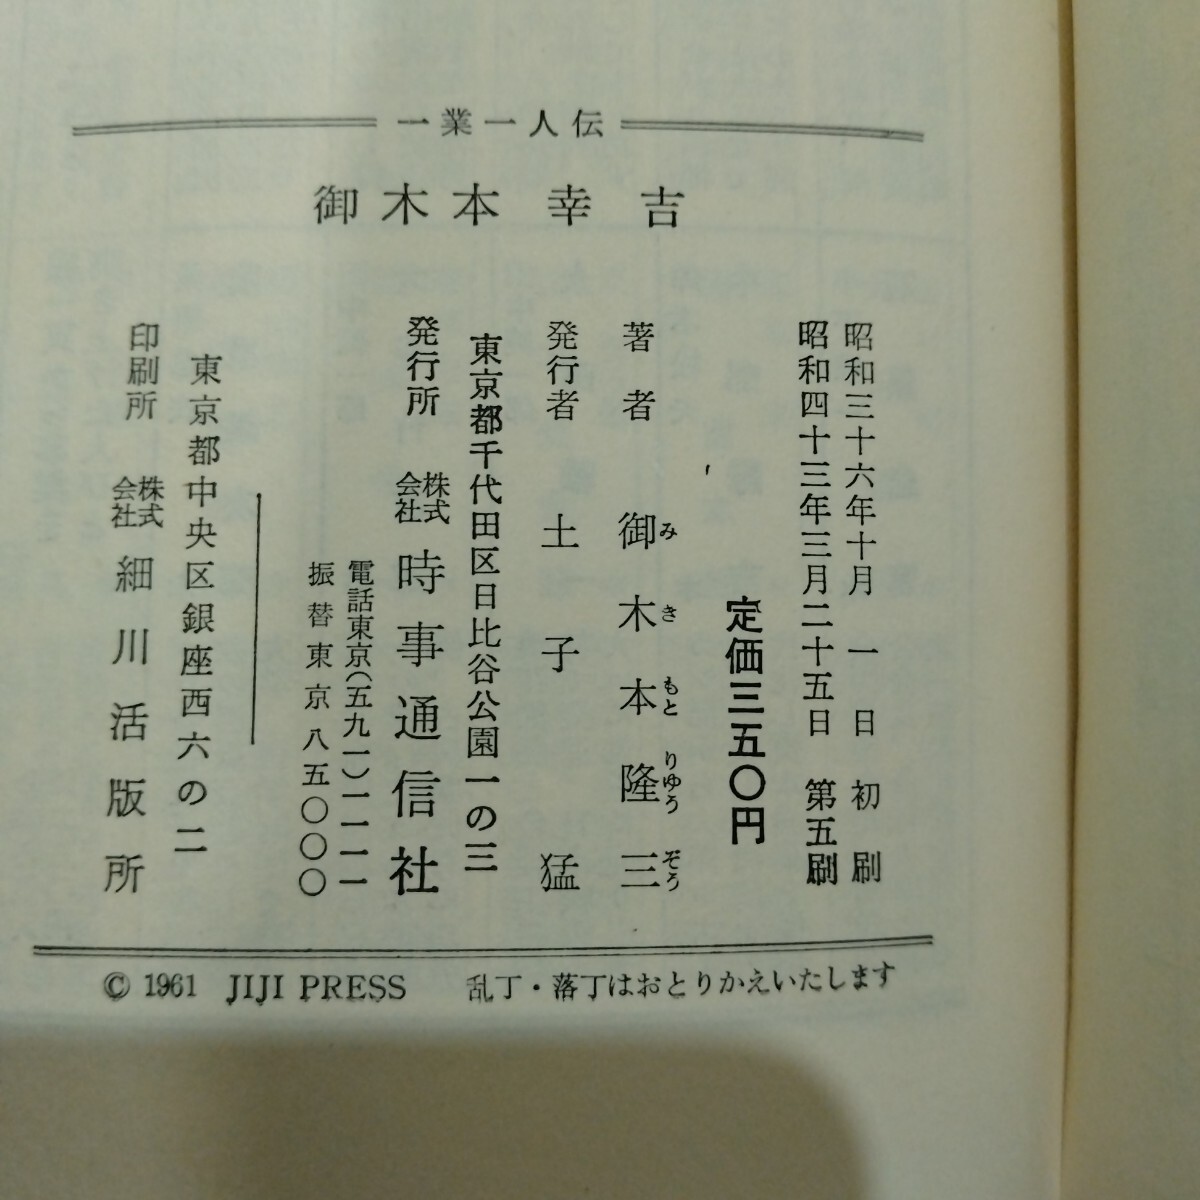 一業一人伝
御木本幸吉
昭和三十六年十月一日 初刷
昭和四十三年三月二十五日 第五刷
定価三五〇円
著者 御木本隆三
みきもとりゆうぞう
発行者 土子猛
東京都千代田区日比谷公園一の三
発行所 株式会社 時事通信社
電話東京(五九一)一一一一
振替東京八五〇〇〇
東京都中央区銀座西六の二
印刷所 株式会社 細川活版所
© 1961 JIJI PRESS 乱丁・落丁はおとりかえいたします